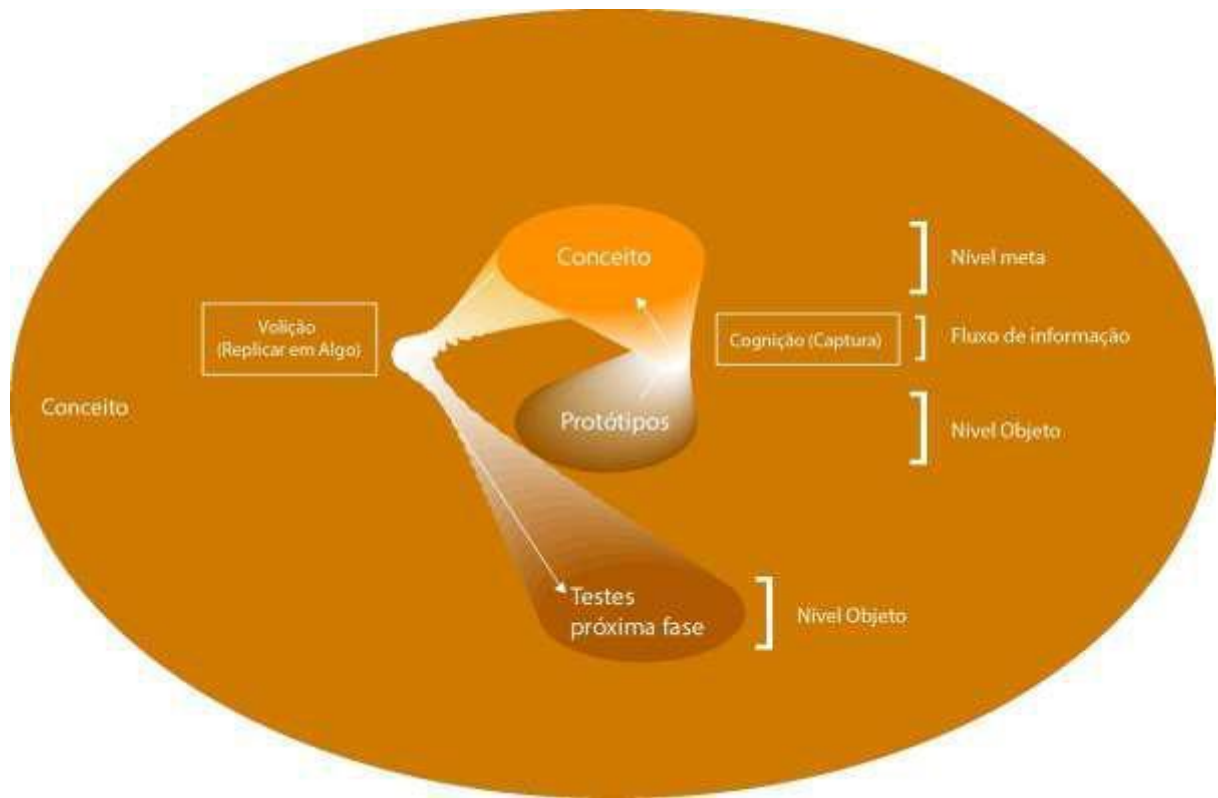 Conceito
Nível meta
Volição
(Replicar em Algo)
Cognição (Captura)
Fluxo de informação
Conceito
Protótipos
Nível Objeto
Testes
próxima fase
Nível Objeto